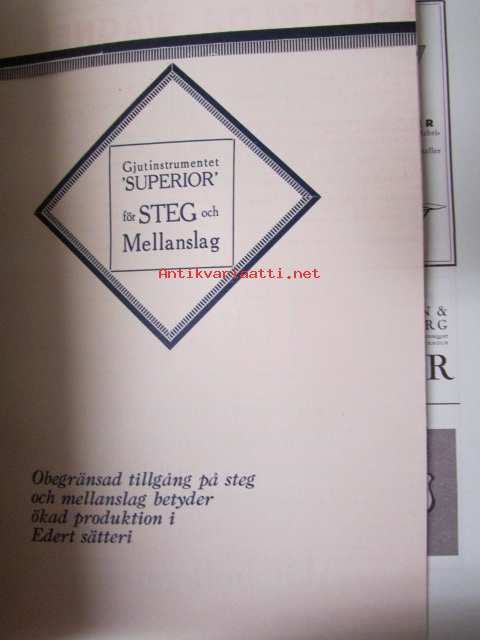 Gjutinstrumentet
'SUPERIOR'
för STEG och
Mellanslag
Antikvariaatti.net
Obegränsad tillgång på steg
och mellanslag betyder
ökad produktion i
Edert sätteri